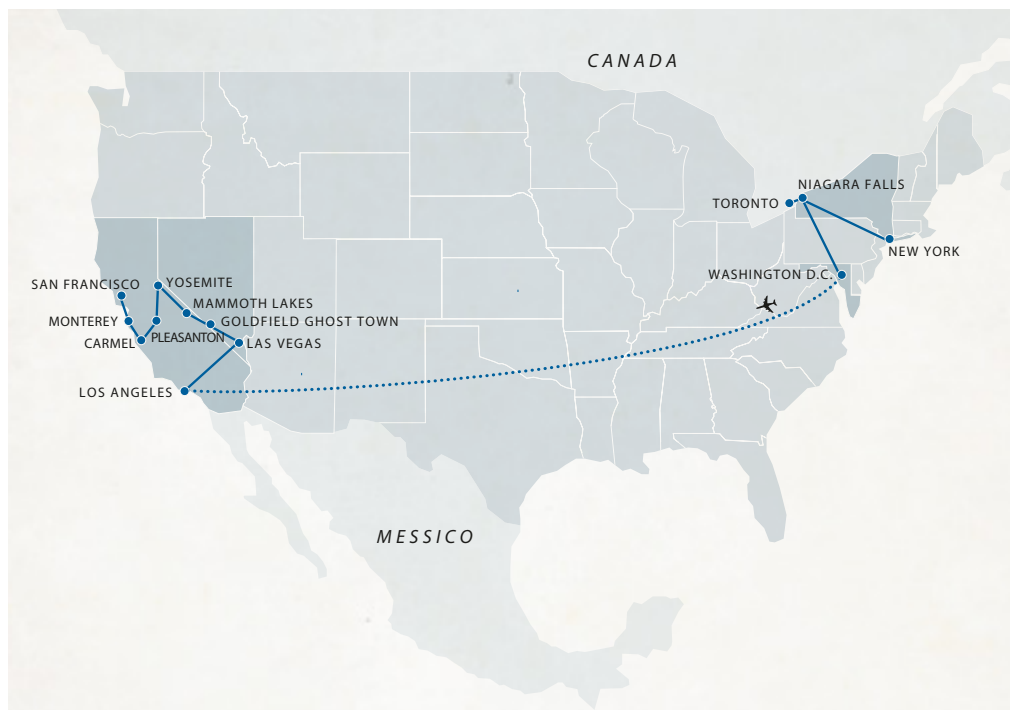 CANADA
NIAGARA FALLS
TORONTO
NEW YORK
WASHINGTON D.C.
SAN FRANCISCO
YOSEMITE
MAMMOTH LAKES
MONTEREY
GOLDFIELD GHOST TOWN
CARMEL
PLEASANTON
LAS VEGAS
LOS ANGELES
MESSICO